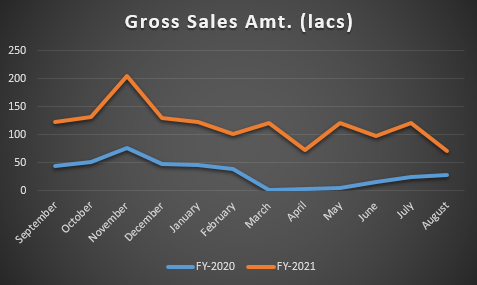 Gross Sales Amt. (lacs)
250
200
150
100
50
0
September
October
November
December
January
February
March
April
May
June
July
August
FY-2020
FY-2021